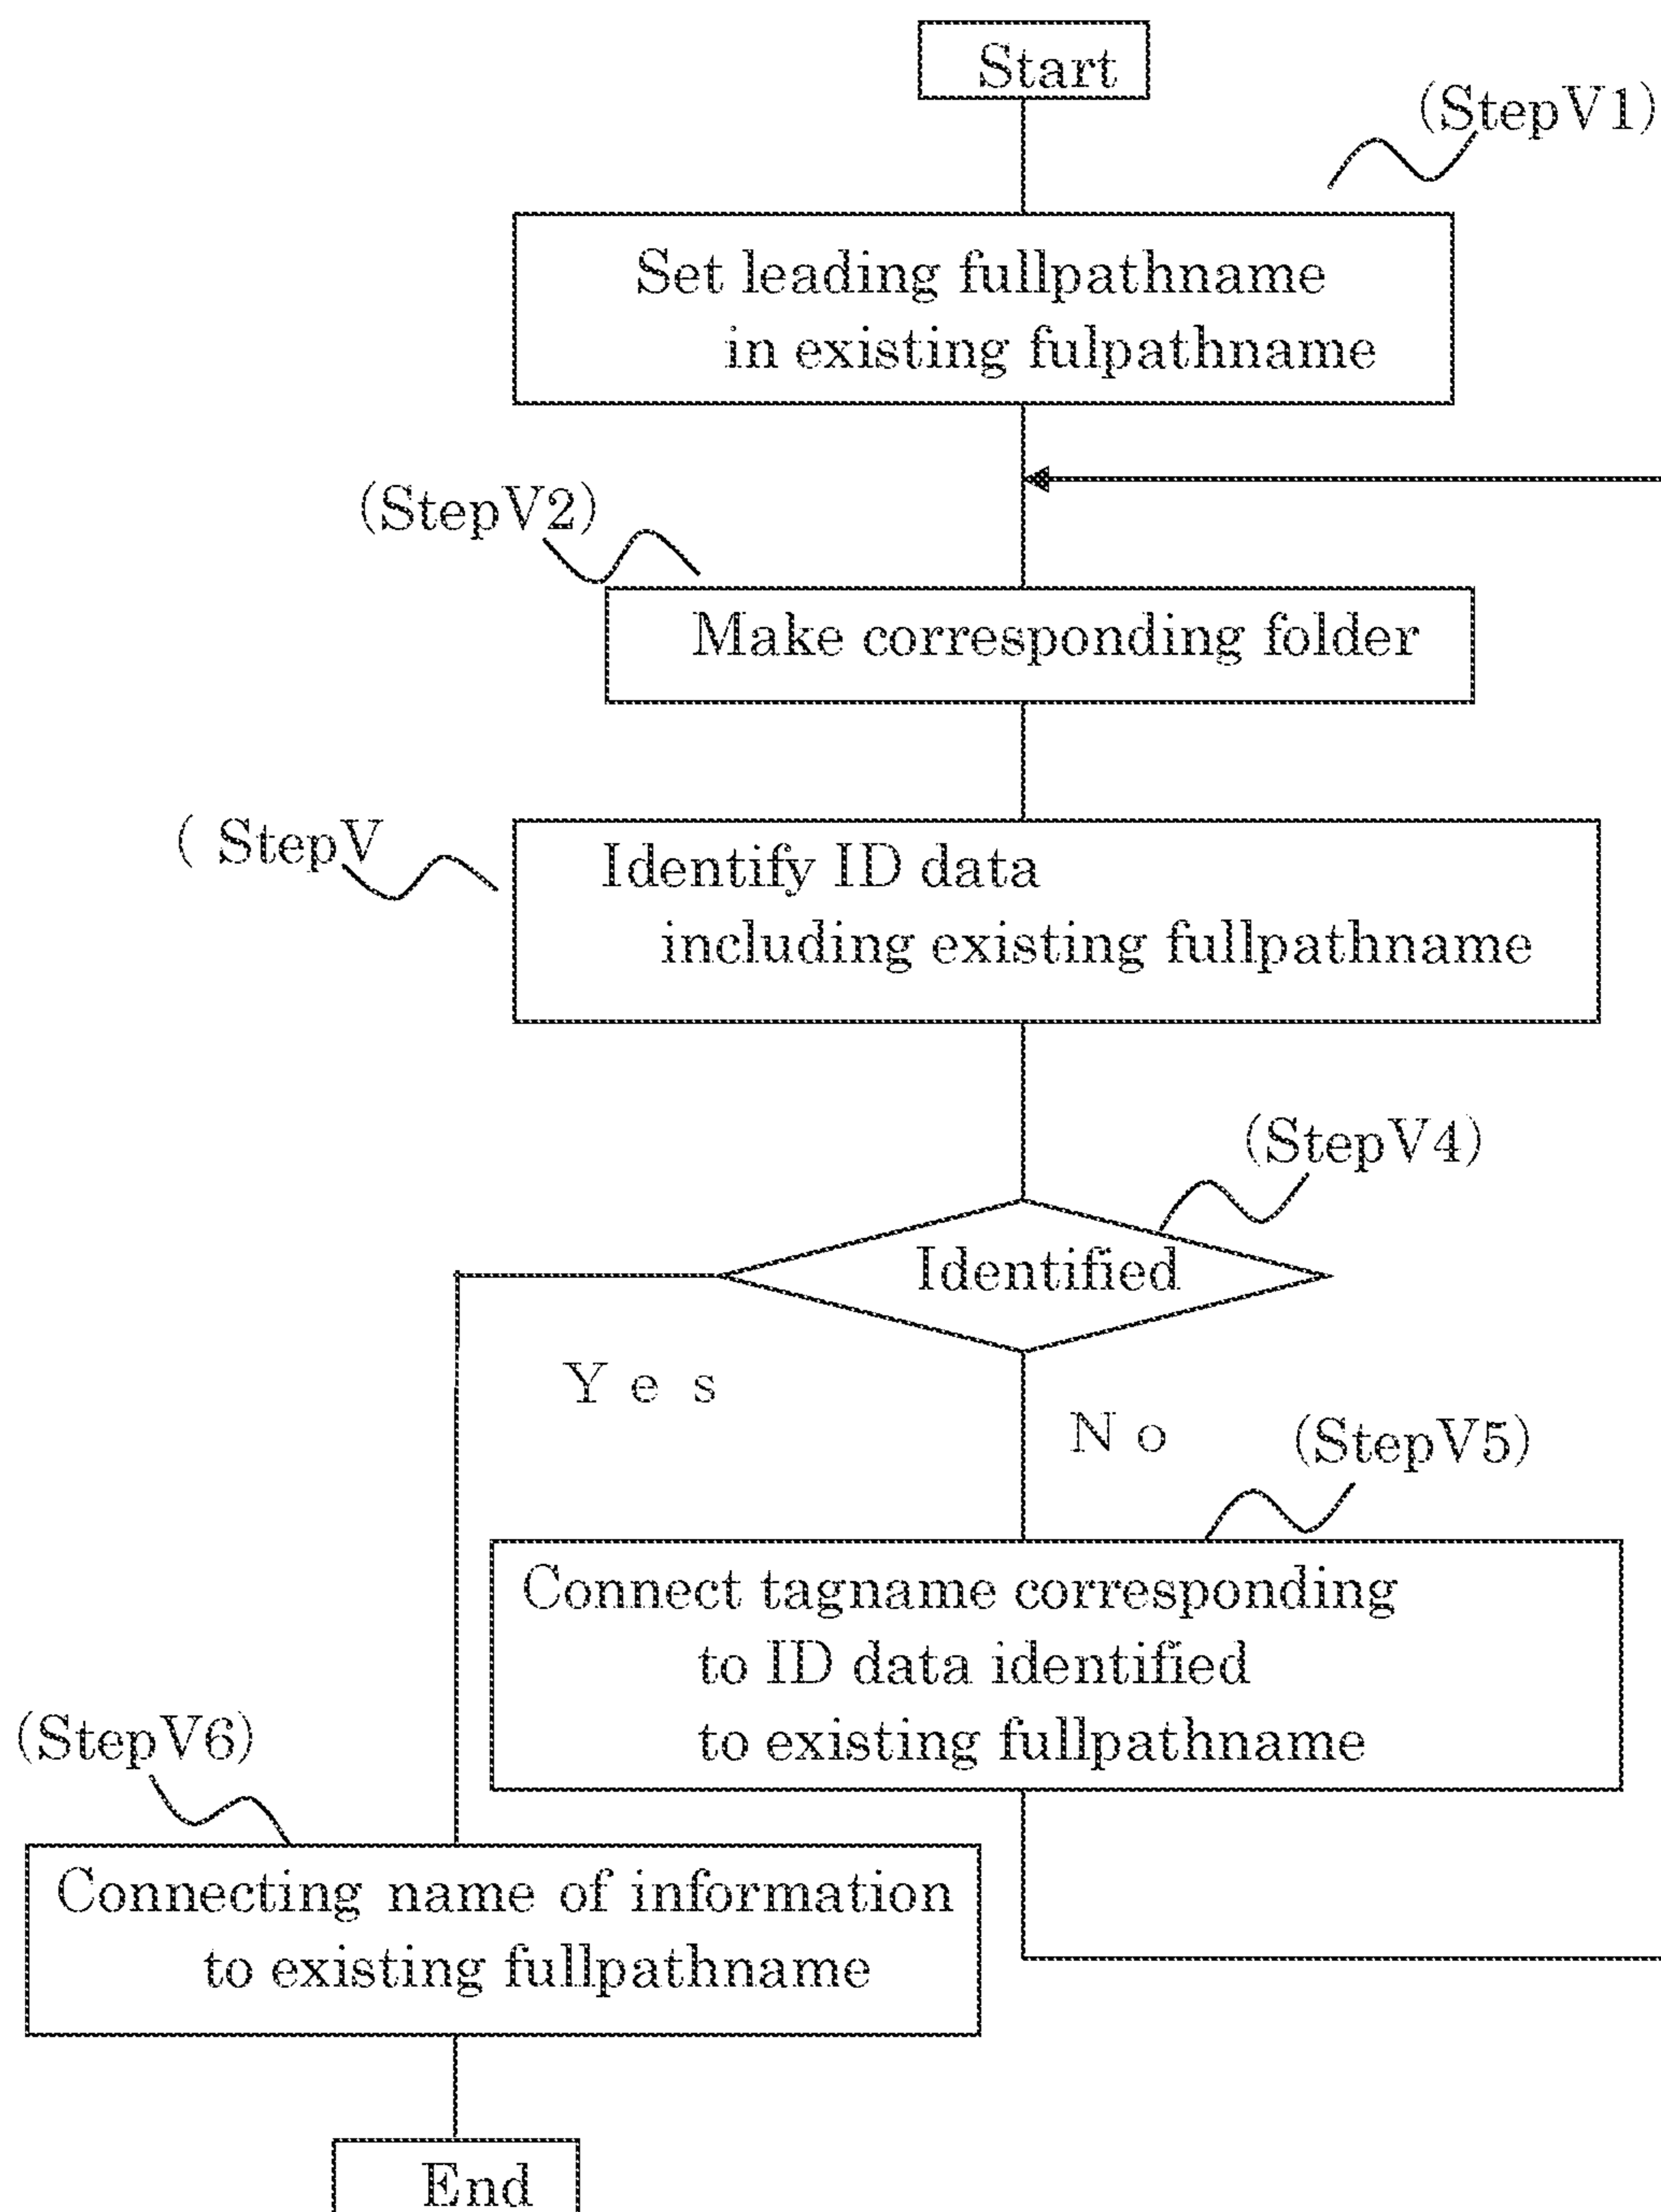 Start
(StepV1)
Set leading fullpathname
in existing fulpathname
(StepV2)
Make corresponding folder
( StepV
Identify ID data
including existing fullpathname
(StepV4)
Identified
Yes
No
(StepV5)
Connect tagname corresponding
to ID data identified
to existing fullpathname
(StepV6)
Connecting name of information
to existing fullpathname
End